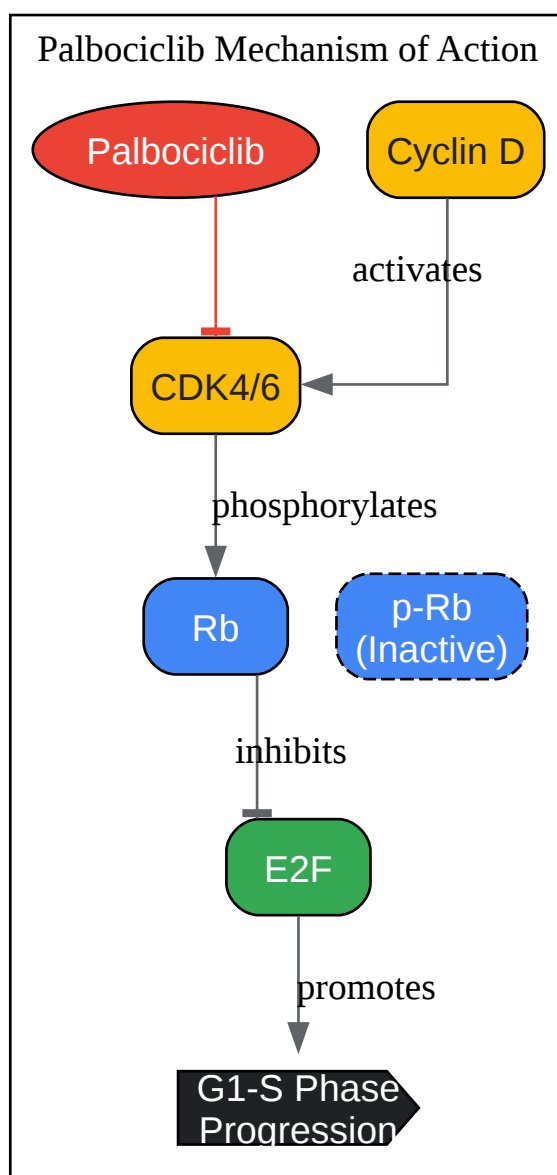 Palbociclib Mechanism of Action
Palbociclib
Cyclin D
activates
CDK4/6
phosphorylates
Rb
p-Rb
(Inactive)
inhibits
E2F
promotes
G1-S Phase
Progression